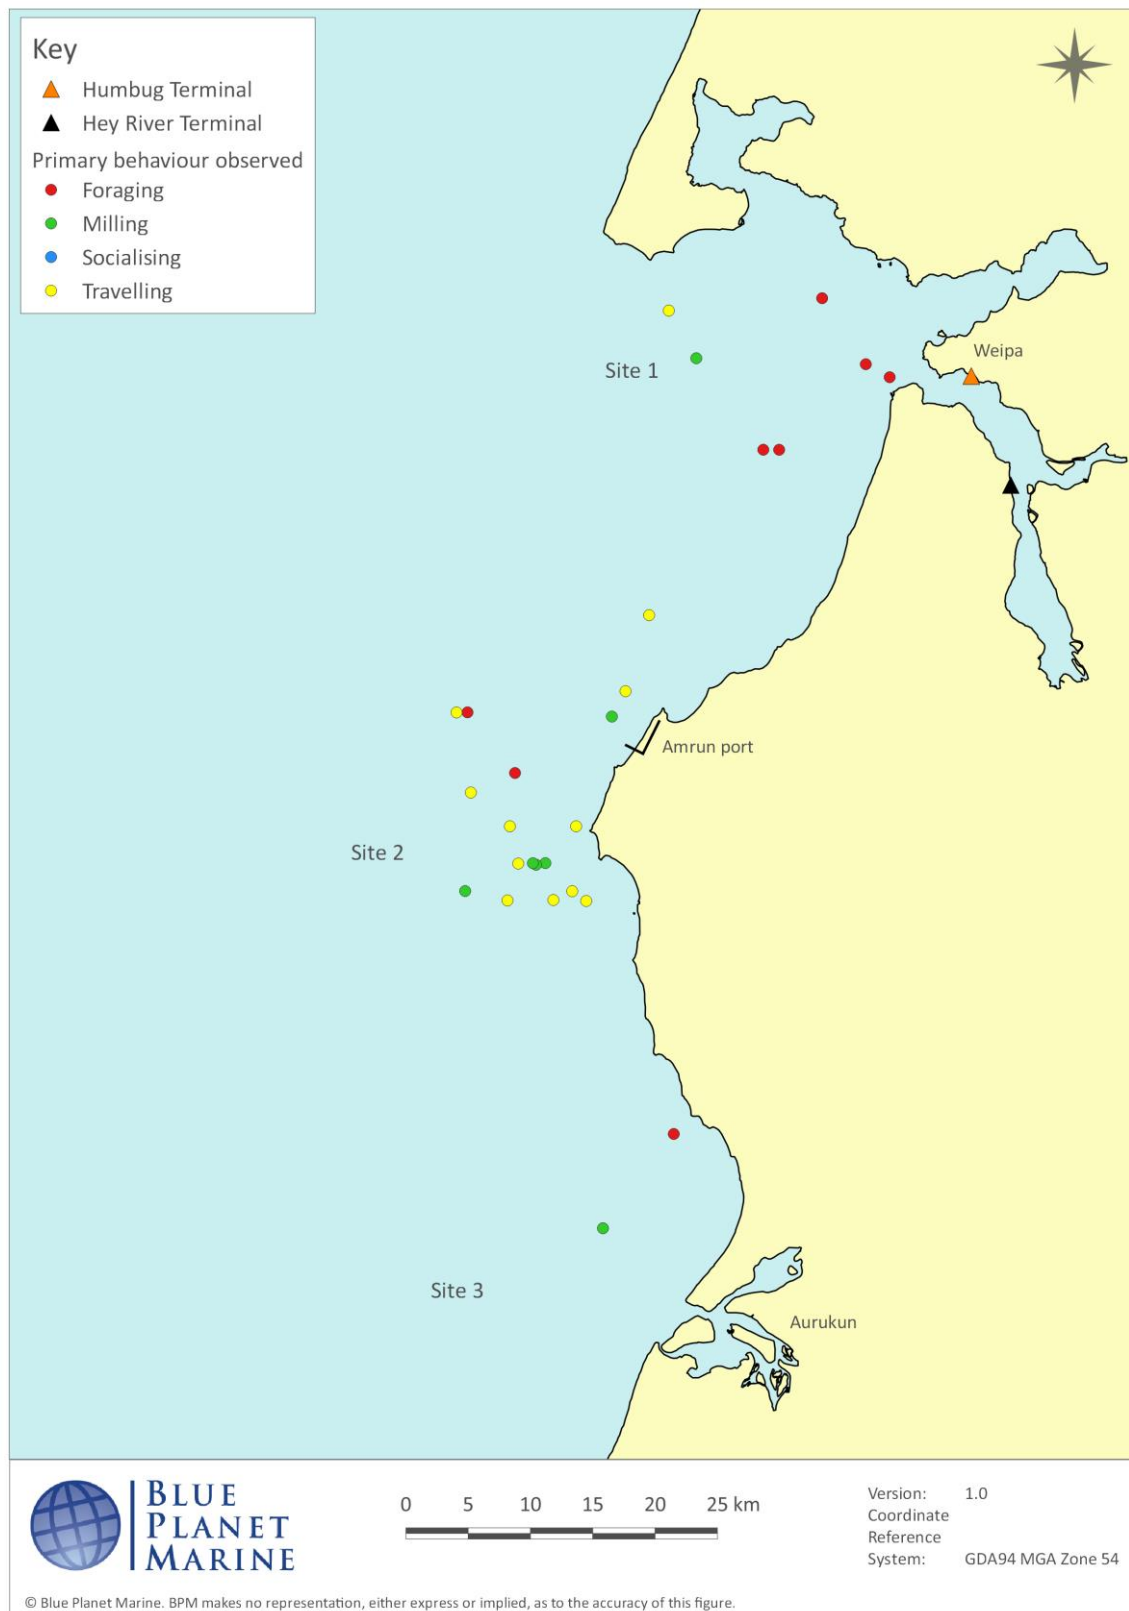 Key
Humbug Terminal
Hey River Terminal
Primary behaviour observed
Foraging
Milling
Socialising
Travelling
Weipa
Site 1
Amrun port
Site 2
Site 3
Aurukun
BLUE
PLANET
MARINE
0 5 10 15 20 25 km
Version: 1.0
Coordinate
Reference
System: GDA94 MGA Zone 54
© Blue Planet Marine. BPM makes no representation, either express or implied, as to the accuracy of this figure.